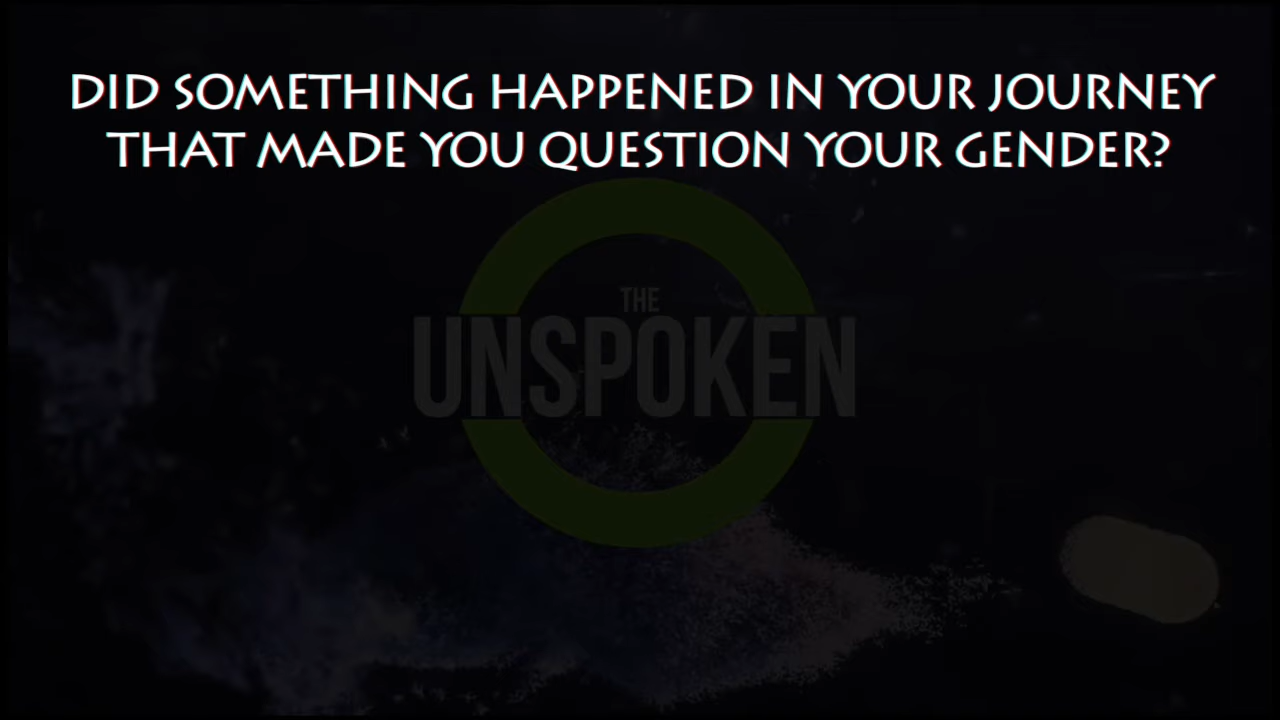 DID SOMETHING HAPPENED IN YOUR JOURNEY
THAT MADE YOU QUESTION YOUR GENDER?
THE
UNSPOKEN